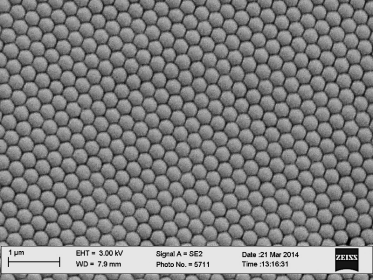 1 µm
EHT = 3.00 kV
WD = 7.9 mm
Signal A = SE2
Photo No. = 5711
Date :21 Mar 2014
Time :13:16:31
ZEISS